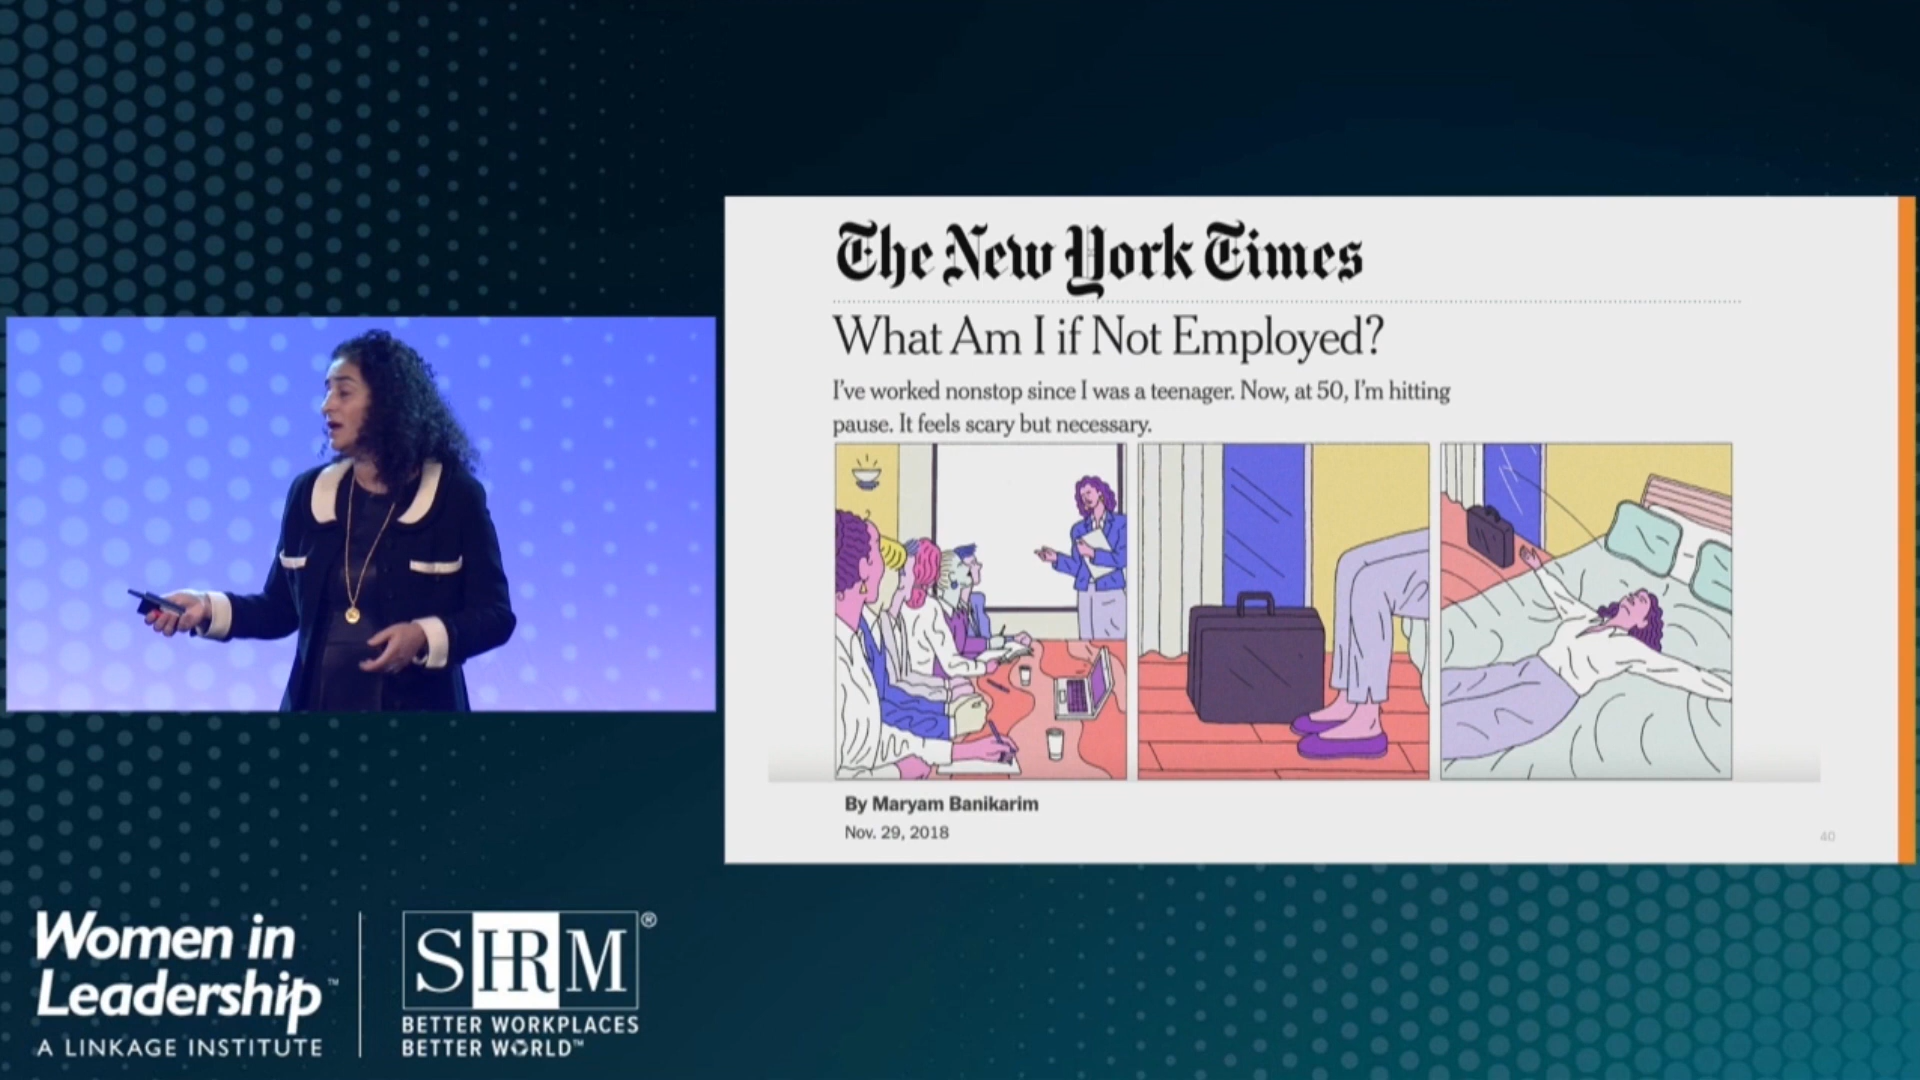 The New York Times
What Am I if Not Employed?
I've worked nonstop since I was a teenager. Now, at 50, I'm hitting
pause. It feels scary but necessary.
By Maryam Banikarim
Nov. 29, 2018
40
Women in
Leadership™
A LINKAGE INSTITUTE
SHRM®
BETTER WORKPLACES
BETTER WORLD™